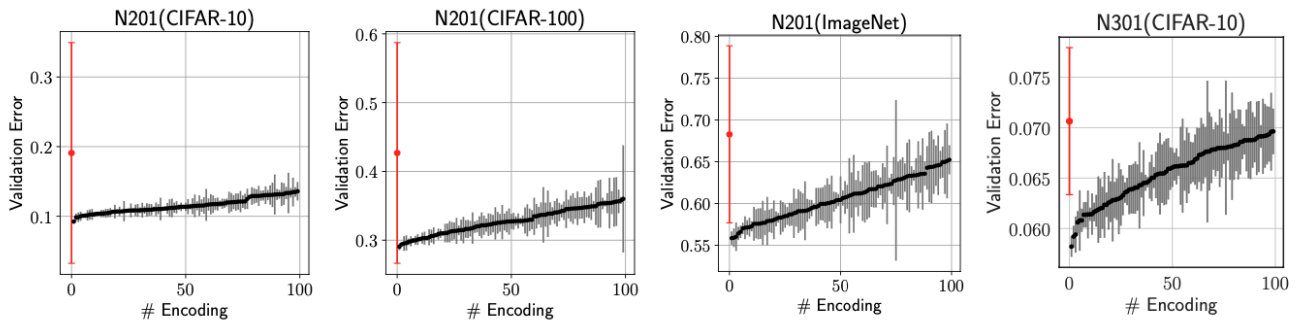 N201(CIFAR-10)
Validation Error
0.3
0.2
0.1
0
50
100
# Encoding
N201(CIFAR-100)
Validation Error
0.6
0.5
0.4
0.3
0
50
100
# Encoding
N201(ImageNet)
Validation Error
0.80
0.75
0.70
0.65
0.60
0.55
0
50
100
# Encoding
N301(CIFAR-10)
Validation Error
0.075
0.070
0.065
0.060
0
50
100
# Encoding